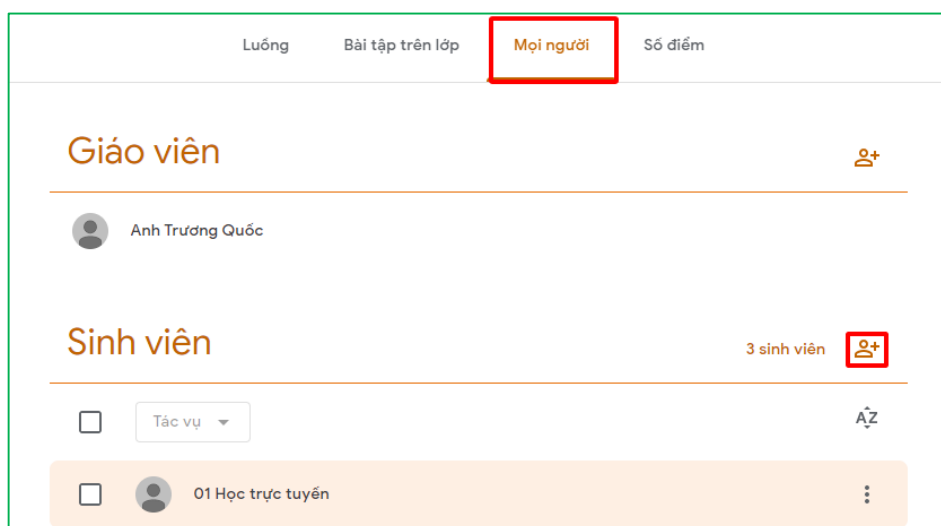 Luồng Bài tập trên lớp Mọi người Số điểm
Giáo viên
Anh Trương Quốc
Sinh viên
3 sinh viên
Tác vụ
AZ
01 Học trực tuyến